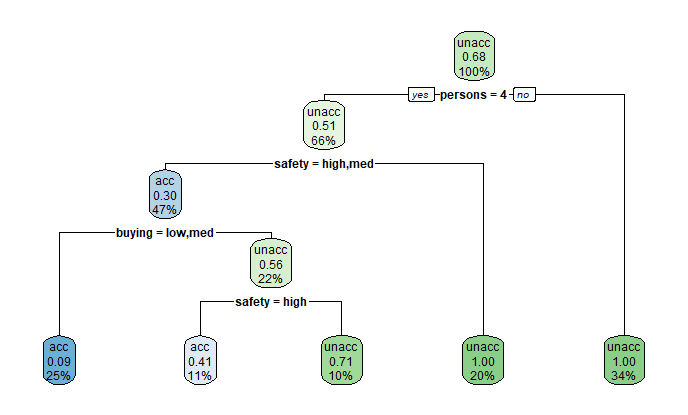 unacc
0.68
100%
yes persons = 4 no
unacc
0.51
66%
safety = high,med
acc
0.30
47%
buying = low,med
unacc
0.56
22%
safety = high
acc
0.09
25%
acc
0.41
11%
unacc
0.71
10%
unacc
1.00
20%
unacc
1.00
34%